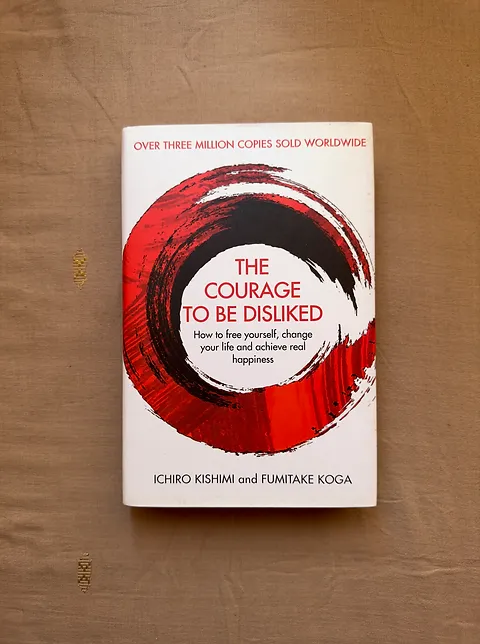 OVER THREE MILLION COPIES SOLD WORLDWIDE
THE
COURAGE
TO BE DISLIKED
How to free yourself, change
your life and achieve real
happiness
ICHIRO KISHIMI and FUMITAKE KOGA